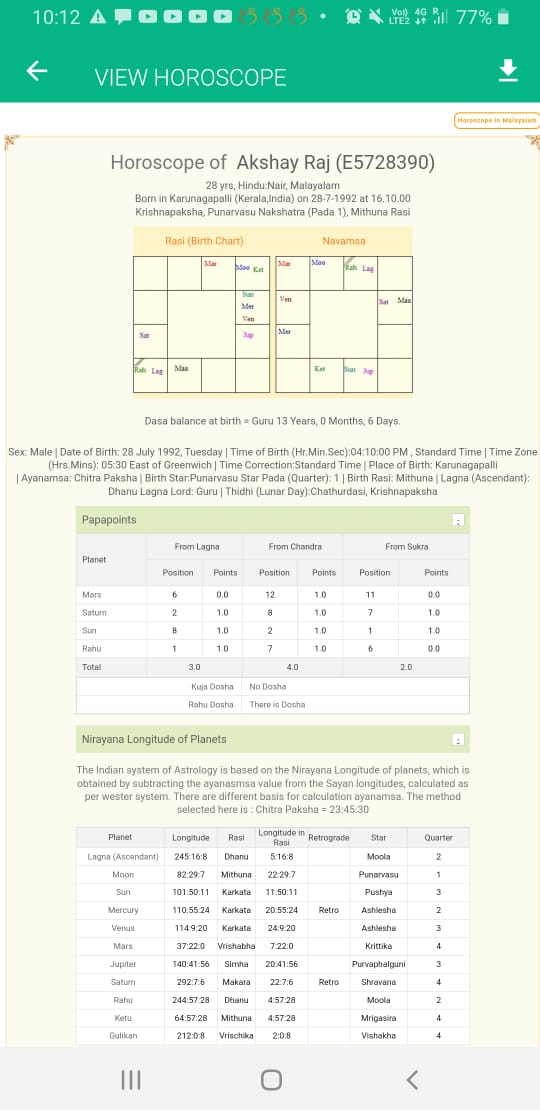 10:12 Vo) 4G R 77%
LTE2
VIEW HOROSCOPE
Horoscope in Malayalam
Horoscope of Akshay Raj (E5728390)
28 yrs, Hindu:Nair, Malayalam
Born in Karunagapalli (Kerala,India) on 28-7-1992 at 16.10.00
Krishnapaksha, Punarvasu Nakshatra (Pada 1), Mithuna Rasi
Rasi (Birth Chart) Navamsa
Mar Moo Ket Mar Moo Rah Lag
Sun Mer Ven Ven Sat Maa
Sat Jup Mer
Rah Lag Maa Ket Sun Jup
Dasa balance at birth = Guru 13 Years, 0 Months, 6 Days.
Sex: Male | Date of Birth: 28 July 1992, Tuesday | Time of Birth (Hr.Min.Sec):04:10:00 PM , Standard Time | Time Zone
(Hrs.Mins): 05:30 East of Greenwich | Time Correction:Standard Time | Place of Birth: Karunagapalli
| Ayanamsa: Chitra Paksha | Birth Star:Punarvasu Star Pada (Quarter): 1 | Birth Rasi: Mithuna | Lagna (Ascendant):
Dhanu Lagna Lord: Guru | Thidhi (Lunar Day):Chathurdasi, Krishnapaksha
Papapoints
Planet From Lagna From Chandra From Sukra
Position Points Position Points Position Points
Mars 6 0.0 12 1.0 11 0.0
Saturn 2 1.0 8 1.0 7 1.0
Sun 8 1.0 2 1.0 1 1.0
Rahu 1 1.0 7 1.0 6 0.0
Total 3.0 4.0 2.0
Kuja Dosha No Dosha
Rahu Dosha There is Dosha
Nirayana Longitude of Planets
The Indian system of Astrology is based on the Nirayana Longitude of planets, which is
obtained by subtracting the ayanasmsa value from the Sayan longitudes, calculated as
per wester system. There are different basis for calculation ayanamsa. The method
selected here is : Chitra Paksha = 23:45:30
Planet Longitude Rasi Longitude in Rasi Retrograde Star Quarter
Lagna (Ascendant) 245:16:8 Dhanu 5:16:8 Moola 2
Moon 82:29:7 Mithuna 22:29:7 Punarvasu 1
Sun 101:50:11 Karkata 11:50:11 Pushya 3
Mercury 110:55:24 Karkata 20:55:24 Retro Ashlesha 2
Venus 114:9:20 Karkata 24:9:20 Ashlesha 3
Mars 37:22:0 Vrishabha 7:22:0 Krittika 4
Jupiter 140:41:56 Simha 20:41:56 Purvaphalguni 3
Saturn 292:7:6 Makara 22:7:6 Retro Shravana 4
Rahu 244:57:28 Dhanu 4:57:28 Moola 2
Ketu 64:57:28 Mithuna 4:57:28 Mrigasira 4
Gulikan 212:0:8 Vrischika 2:0:8 Vishakha 4